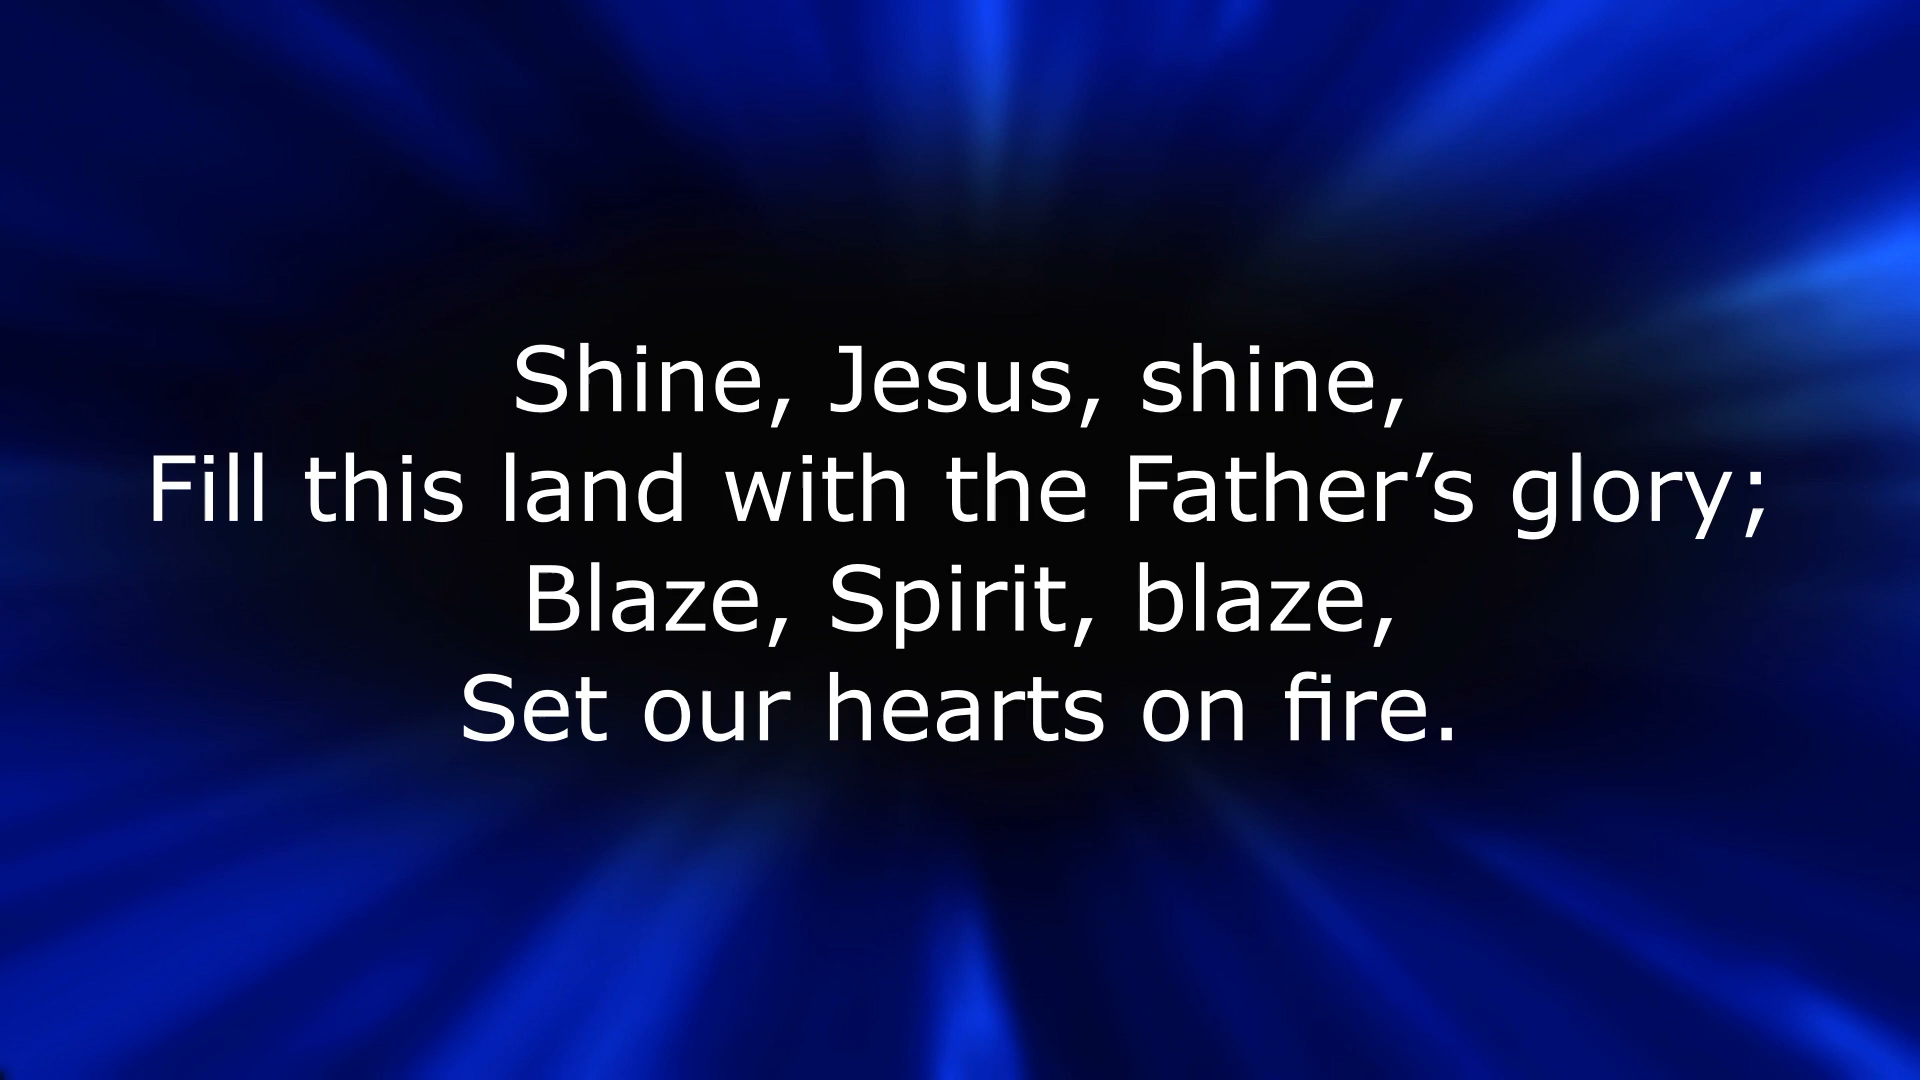 Shine, Jesus, shine,
Fill this land with the Father’s glory;
Blaze, Spirit, blaze,
Set our hearts on fire.